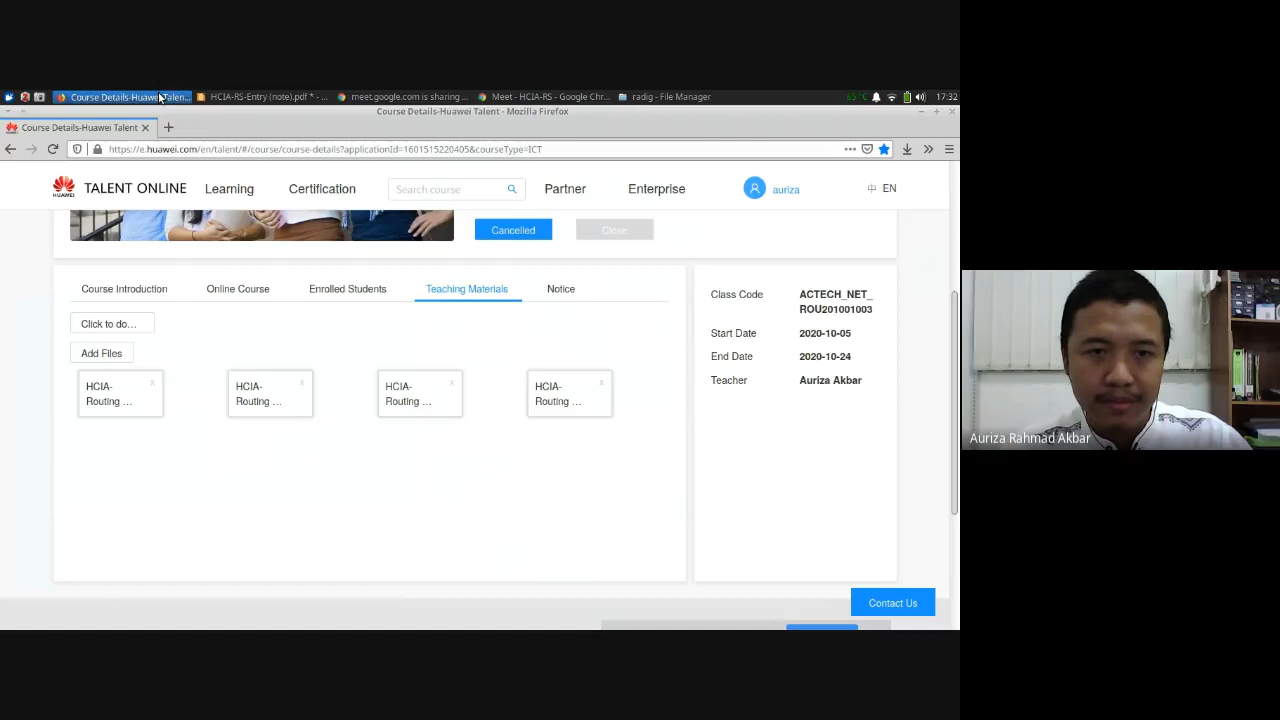 Course Details-Huawei Talen...
HCIA-RS-Entry (note).pdf * - ...
meet.google.com is sharing ...
Meet - HCIA-RS - Google Chr...
radig - File Manager
65°C
17:32
Course Details-Huawei Talent - Mozilla Firefox
Course Details-Huawei Talent
https://e.huawei.com/en/talent/#/course/course-details?applicationId=1601515220405&courseType=ICT
HUAWEI
TALENT ONLINE
Learning
Certification
Search course
Partner
Enterprise
auriza
中 EN
Cancelled
Close
Course Introduction
Online Course
Enrolled Students
Teaching Materials
Notice
Click to do...
Add Files
HCIA-
Routing ...
x
HCIA-
Routing ...
x
HCIA-
Routing ...
x
HCIA-
Routing ...
x
Class Code
ACTECH_NET_
ROU201001003
Start Date
2020-10-05
End Date
2020-10-24
Teacher
Auriza Akbar
Contact Us
Auriza Rahmad Akbar